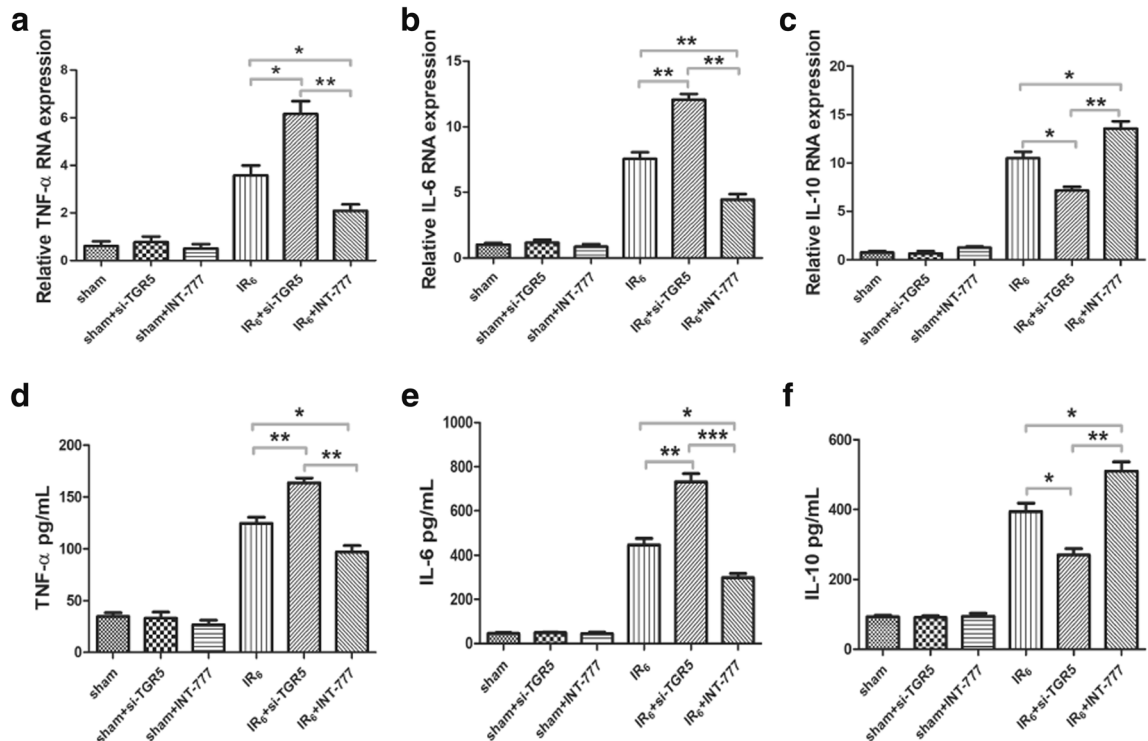 a
Relative TNF-α RNA expression
8
6
4
2
0
*
*
**
sham
sham+si-TGR5
sham+INT-777
IR₆
IR₆+si-TGR5
IR₆+INT-777
b
Relative IL-6 RNA expression
15
10
5
0
**
**
**
sham
sham+si-TGR5
sham+INT-777
IR₆
IR₆+si-TGR5
IR₆+INT-777
c
Relative IL-10 RNA expression
20
15
10
5
0
*
**
*
sham
sham+si-TGR5
sham+INT-777
IR₆
IR₆+si-TGR5
IR₆+INT-777
d
TNF-α pg/mL
200
150
100
50
0
*
**
**
sham
sham+si-TGR5
sham+INT-777
IR₆
IR₆+si-TGR5
IR₆+INT-777
e
IL-6 pg/mL
1000
800
600
400
200
0
*
***
**
sham
sham+si-TGR5
sham+INT-777
IR₆
IR₆+si-TGR5
IR₆+INT-777
f
IL-10 pg/mL
600
400
200
0
*
**
*
sham
sham+si-TGR5
sham+INT-777
IR₆
IR₆+si-TGR5
IR₆+INT-777